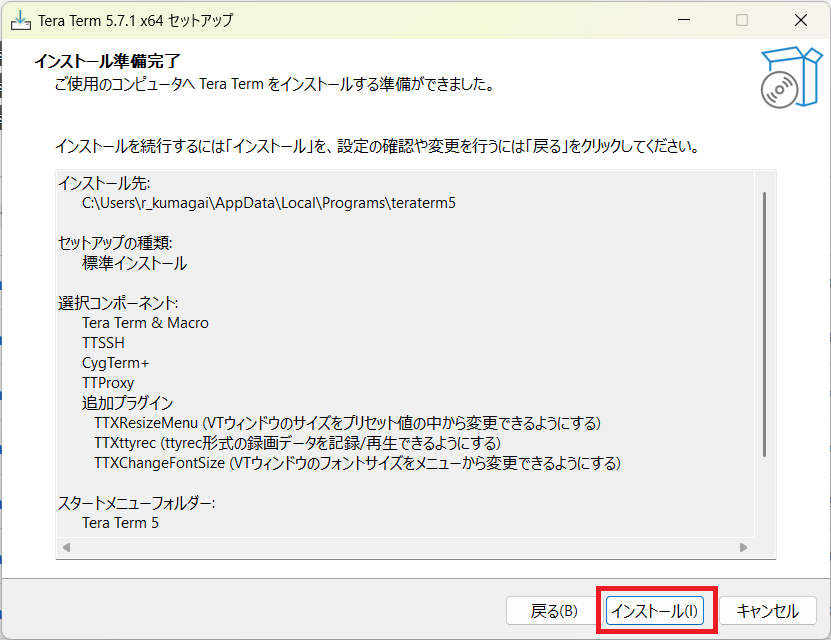 Tera Term 5.7.1 x64 セットアップ
インストール準備完了
ご使用のコンピュータへ Tera Term をインストールする準備ができました。
インストールを続行するには「インストール」を、設定の確認や変更を行うには「戻る」をクリックしてください。
インストール先:
C:\Users\r_kumagai\AppData\Local\Programs\teraterm5
セットアップの種類:
標準インストール
選択コンポーネント:
Tera Term & Macro
TTSSH
CygTerm+
TTProxy
追加プラグイン
TTXResizeMenu (VTウィンドウのサイズをプリセット値の中から変更できるようにする)
TTXttyrec (ttyrec形式の録画データを記録/再生できるようにする)
TTXChangeFontSize (VTウィンドウのフォントサイズをメニューから変更できるようにする)
スタートメニューフォルダー:
Tera Term 5
戻る(B) インストール(I) キャンセル